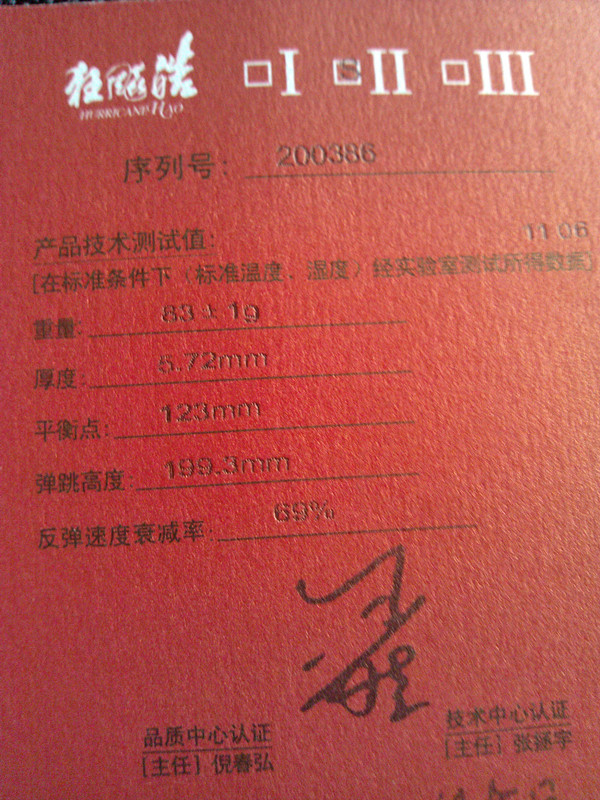 狂飚皓 □I □S II □III
HURRICANE Hao
序列号: 200386
产品技术测试值: 11 06
[在标准条件下（标准温度、湿度）经实验室测试所得数据]
重量: 83 ± 1g
厚度: 5.72mm
平衡点: 123mm
弹跳高度: 199.3mm
反弹速度衰减率: 69%
品质中心认证
[主任] 倪春弘
技术中心认证
[主任] 张